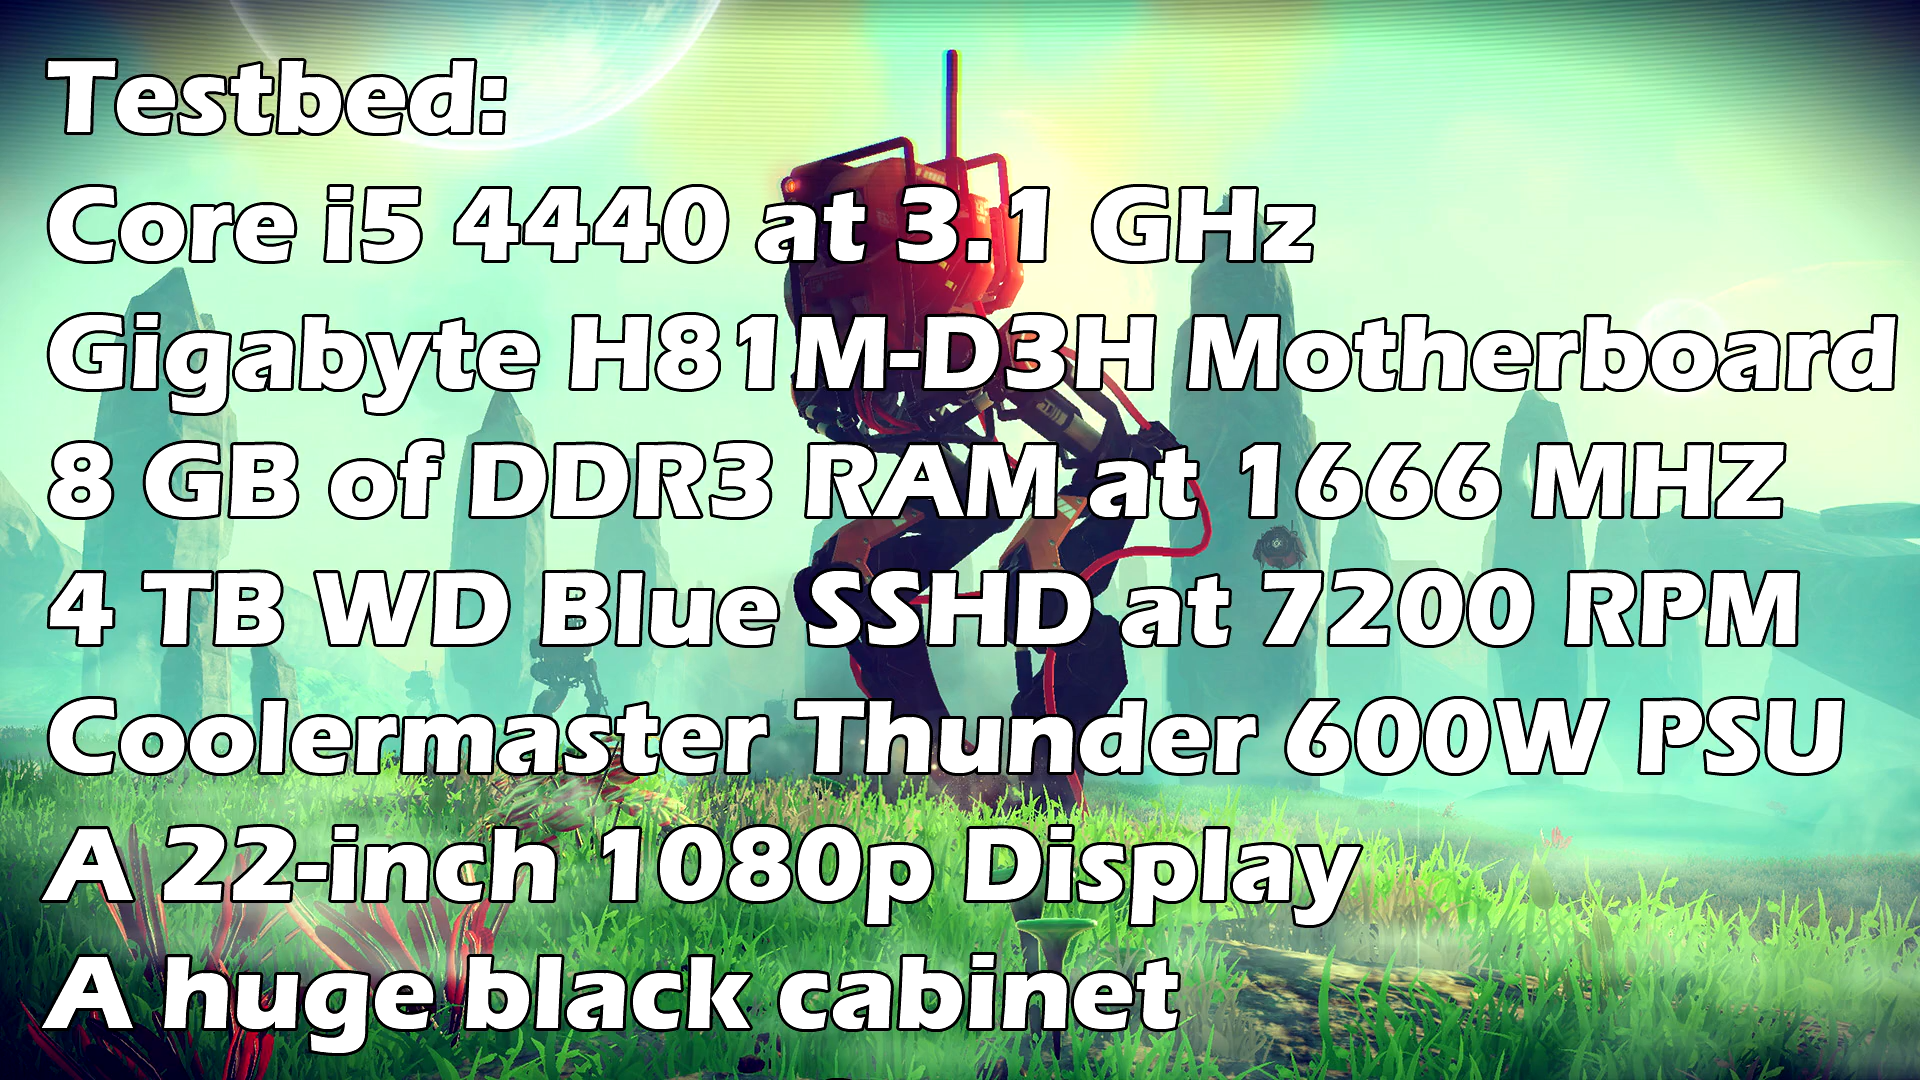 Testbed:
Core i5 4440 at 3.1 GHz
Gigabyte H81M-D3H Motherboard
8 GB of DDR3 RAM at 1666 MHZ
4 TB WD Blue SSHD at 7200 RPM
Coolermaster Thunder 600W PSU
A 22-inch 1080p Display
A huge black cabinet